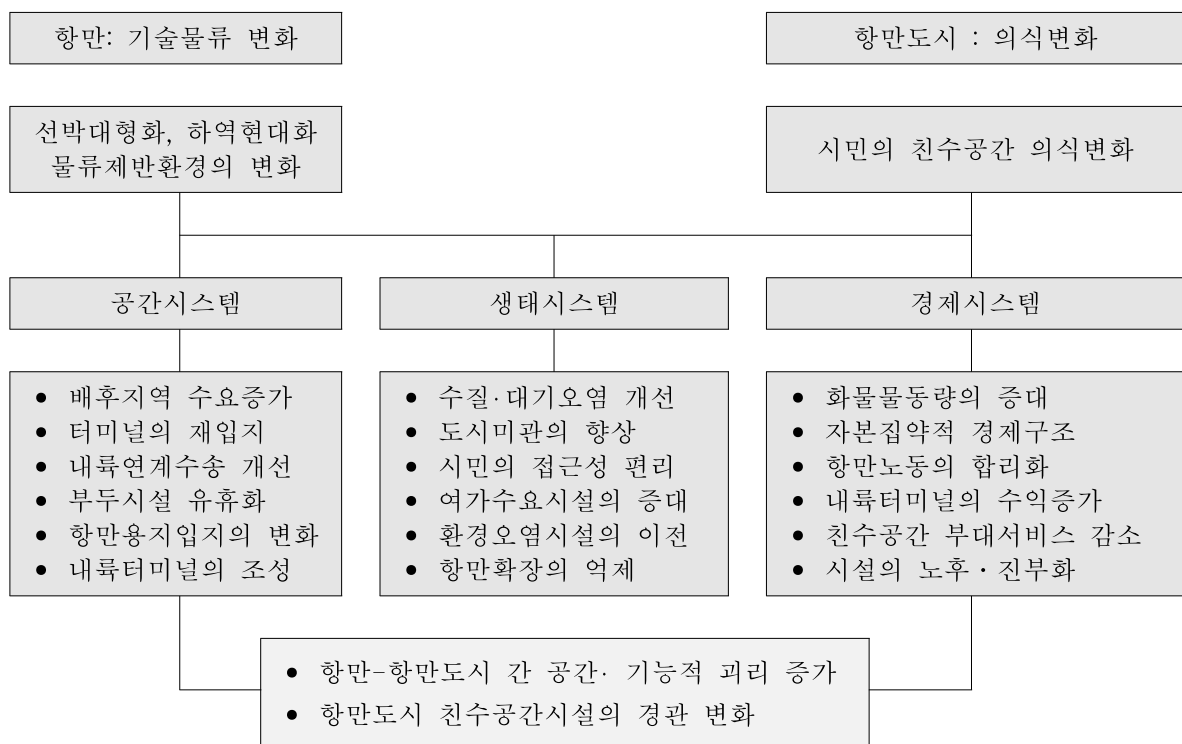 항만: 기술물류 변화
항만도시 : 의식변화
선박대형화, 하역현대화
물류제반환경의 변화
시민의 친수공간 의식변화
공간시스템
생태시스템
경제시스템
• 배후지역 수요증가
• 터미널의 재입지
• 내륙연계수송 개선
• 부두시설 유휴화
• 항만용지입지의 변화
• 내륙터미널의 조성
• 수질·대기오염 개선
• 도시미관의 향상
• 시민의 접근성 편리
• 여가수요시설의 증대
• 환경오염시설의 이전
• 항만확장의 억제
• 화물물동량의 증대
• 자본집약적 경제구조
• 항만노동의 합리화
• 내륙터미널의 수익증가
• 친수공간 부대서비스 감소
• 시설의 노후・진부화
• 항만-항만도시 간 공간· 기능적 괴리 증가
• 항만도시 친수공간시설의 경관 변화